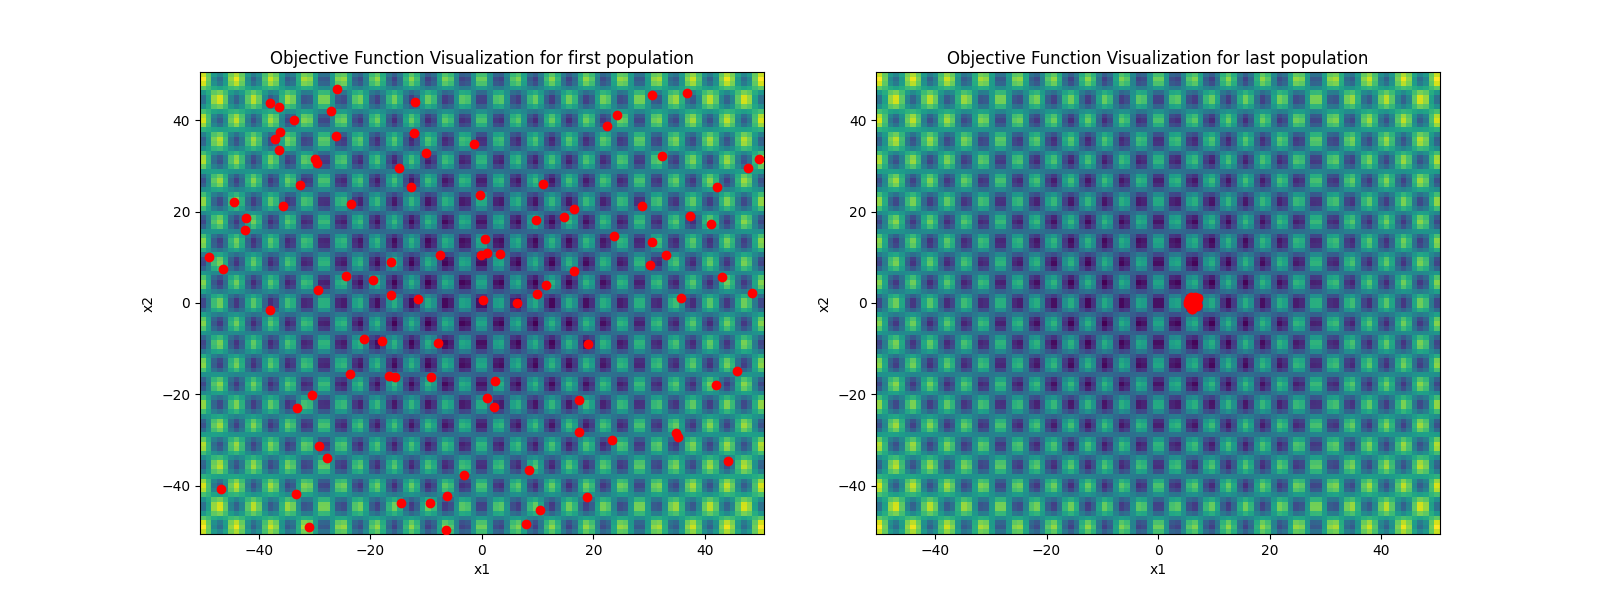 Objective Function Visualization for first population
40
20
0
−20
−40
x2
−40 −20 0 20 40
x1
Objective Function Visualization for last population
40
20
0
−20
−40
x2
−40 −20 0 20 40
x1